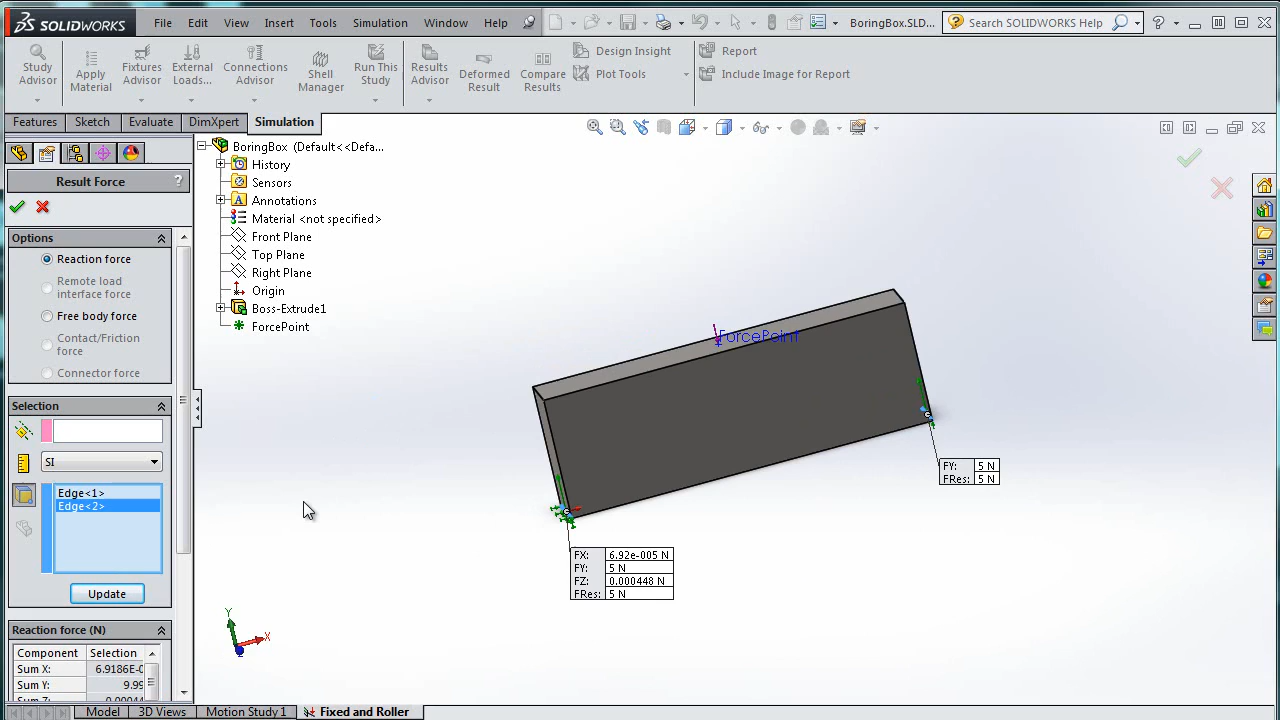 SOLIDWORKS File Edit View Insert Tools Simulation Window Help BoringBox.SLD... Search SOLIDWORKS Help ?
Study Advisor
Apply Material
Fixtures Advisor
External Loads...
Connections Advisor
Shell Manager
Run This Study
Results Advisor
Deformed Result
Compare Results
Design Insight
Plot Tools
Report
Include Image for Report
Features Sketch Evaluate DimXpert Simulation
Result Force ?
Options
Reaction force
Remote load
interface force
Free body force
Contact/Friction
force
Connector force
Selection
SI
Edge<1>
Edge<2>
Update
Reaction force (N)
Component Selection
Sum X: 6.9186E-0
Sum Y: 9.99
BoringBox (Default<<Defa...
History
Sensors
A Annotations
Material <not specified>
Front Plane
Top Plane
Right Plane
Origin
Boss-Extrude1
ForcePoint
ForcePoint
FY: 5 N
FRes: 5 N
FX: 6.92e-005 N
FY: 5 N
FZ: 0.000448 N
FRes: 5 N
Y
X
Model 3D Views Motion Study 1 Fixed and Roller